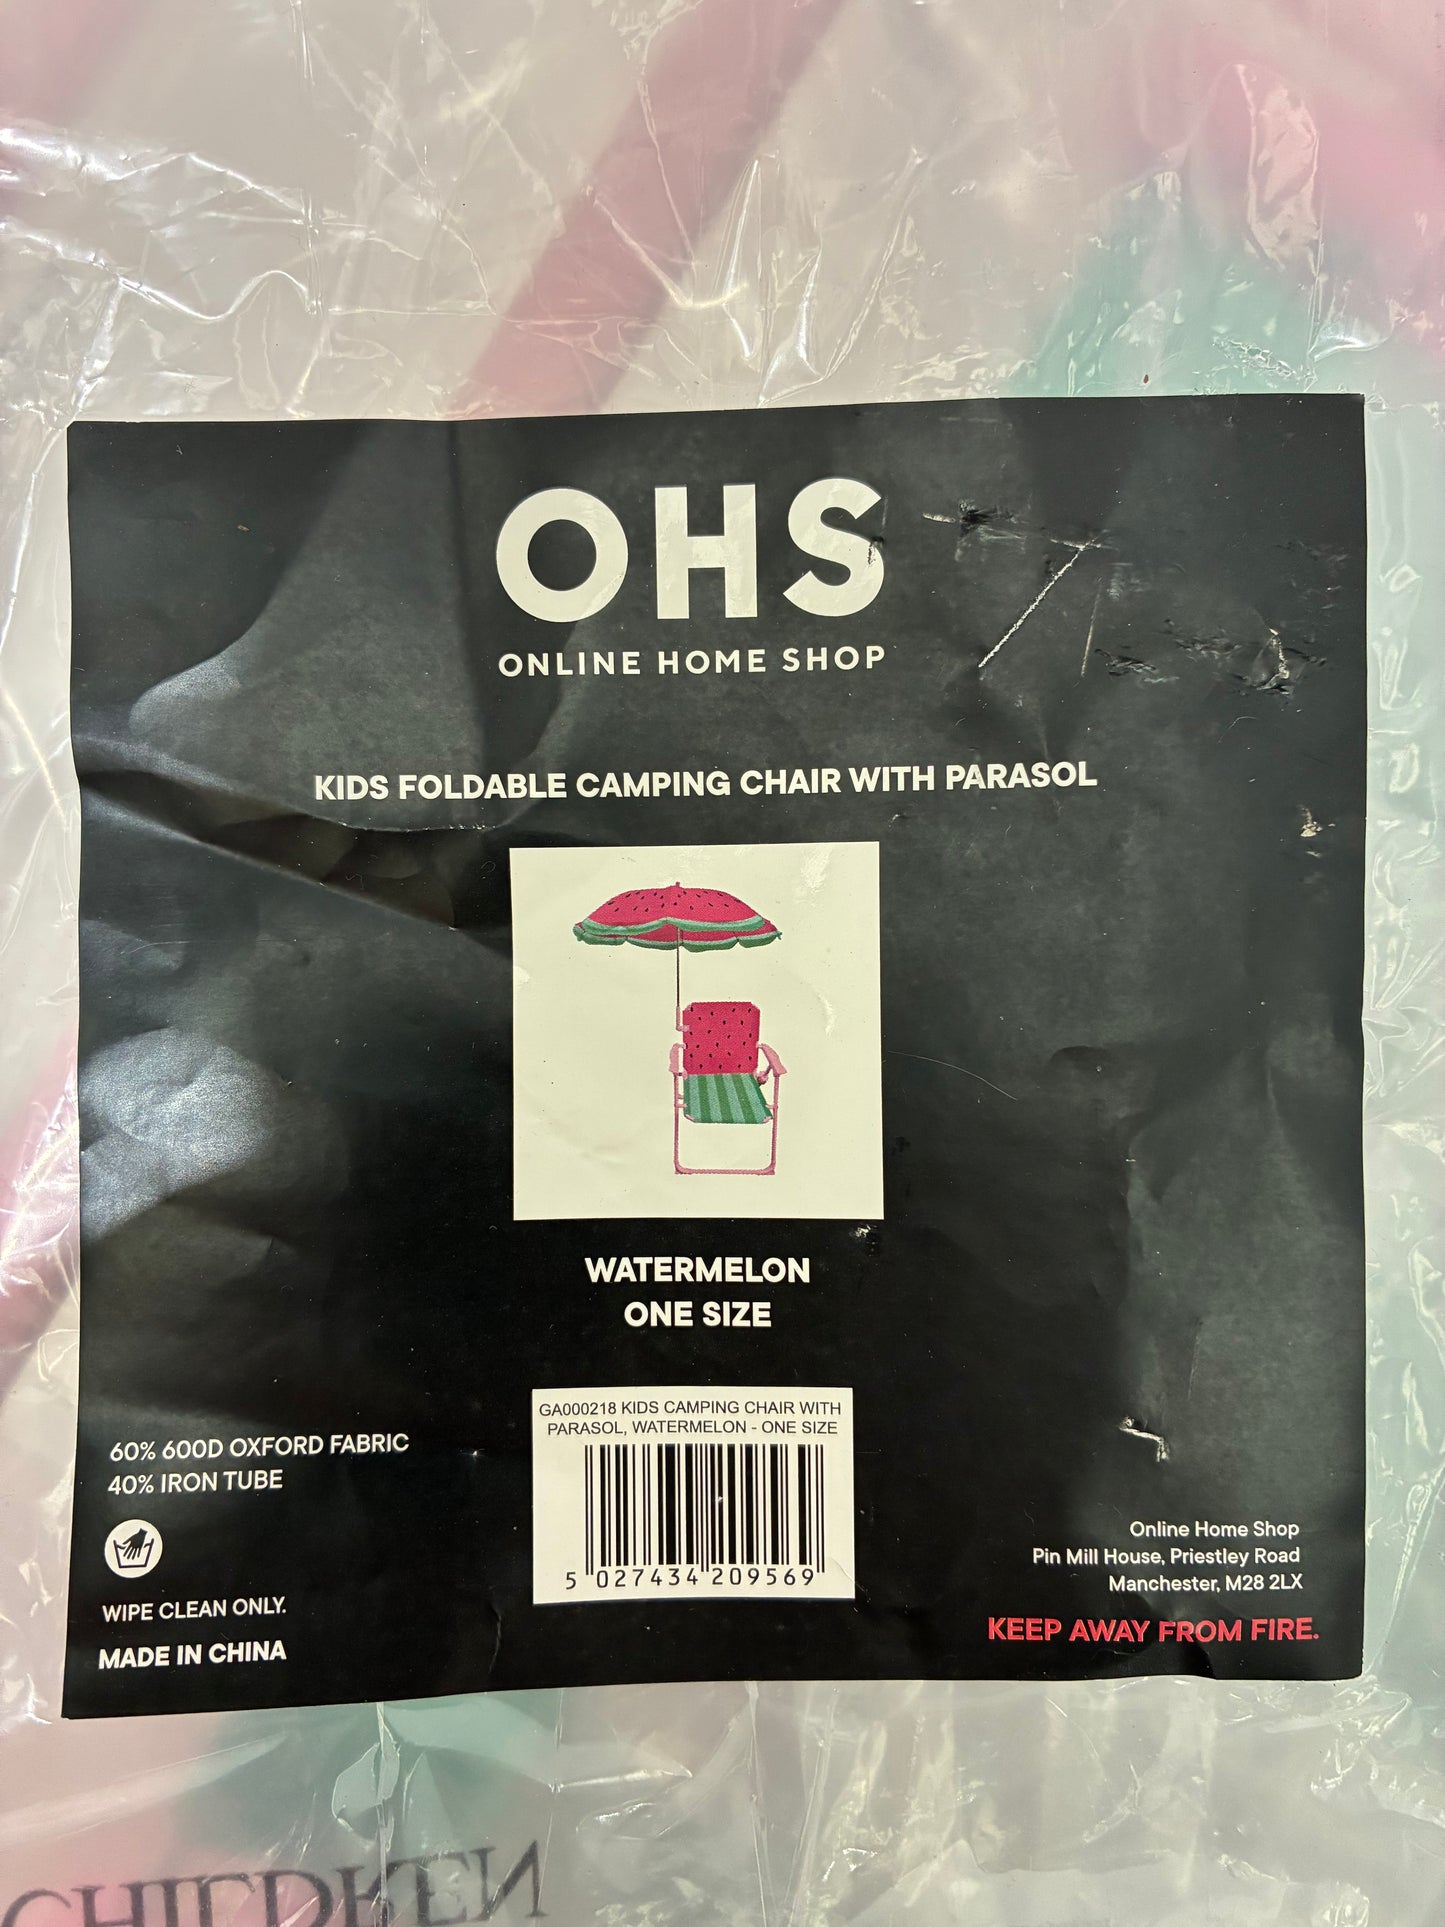 OHS
ONLINE HOME SHOP
KIDS FOLDABLE CAMPING CHAIR WITH PARASOL
WATERMELON
ONE SIZE
GA000218 KIDS CAMPING CHAIR WITH
PARASOL, WATERMELON - ONE SIZE
5 027434 209569
60% 600D OXFORD FABRIC
40% IRON TUBE
WIPE CLEAN ONLY.
MADE IN CHINA
Online Home Shop
Pin Mill House, Priestley Road
Manchester, M28 2LX
KEEP AWAY FROM FIRE.
CHILDREN